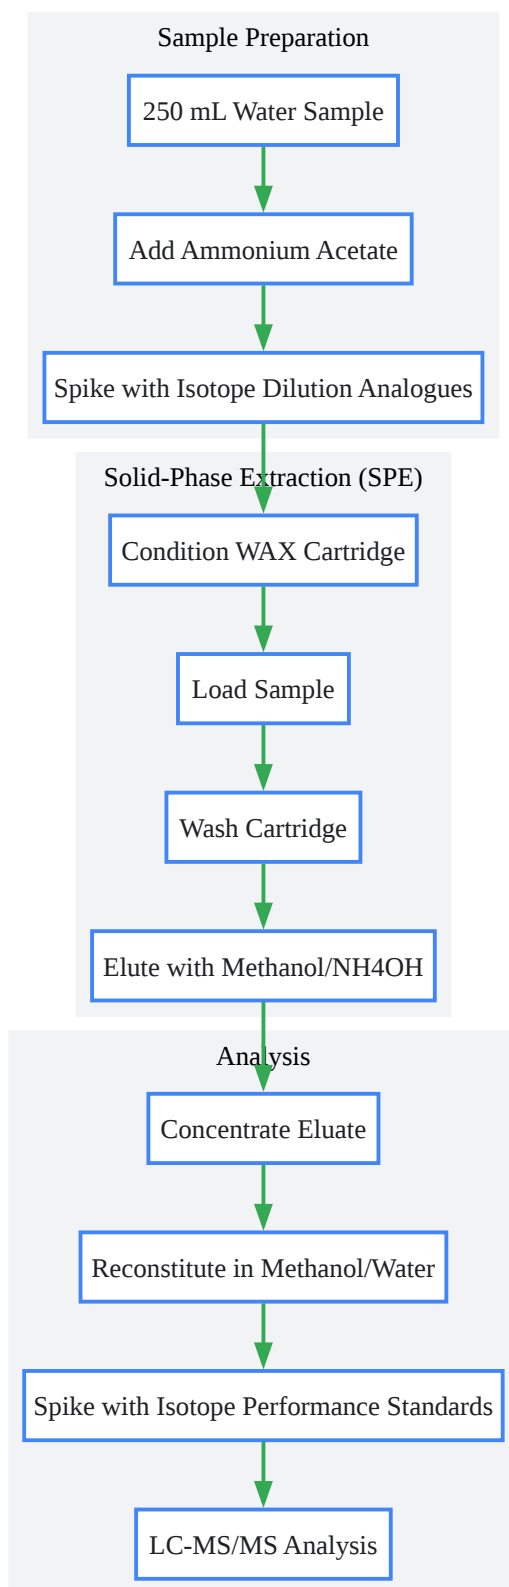 Sample Preparation
250 mL Water Sample
Add Ammonium Acetate
Spike with Isotope Dilution Analogues
Solid-Phase Extraction (SPE)
Condition WAX Cartridge
Load Sample
Wash Cartridge
Elute with Methanol/NH4OH
Analysis
Concentrate Eluate
Reconstitute in Methanol/Water
Spike with Isotope Performance Standards
LC-MS/MS Analysis